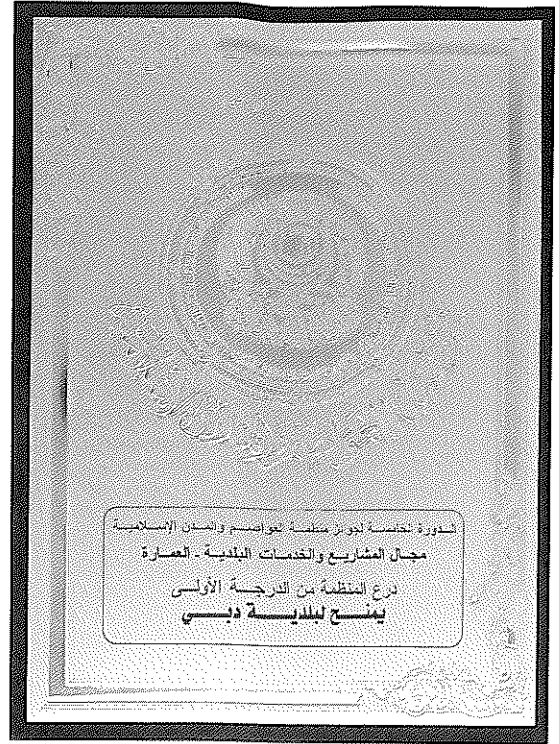 الدورة الخامسة لجوائز منظمة العواصم والمدن الإسلامية
مجال المشاريع والخدمات البلدية - العمارة
درع المنظمة من الدرجة الأولى
يمنح لبلدية دبي